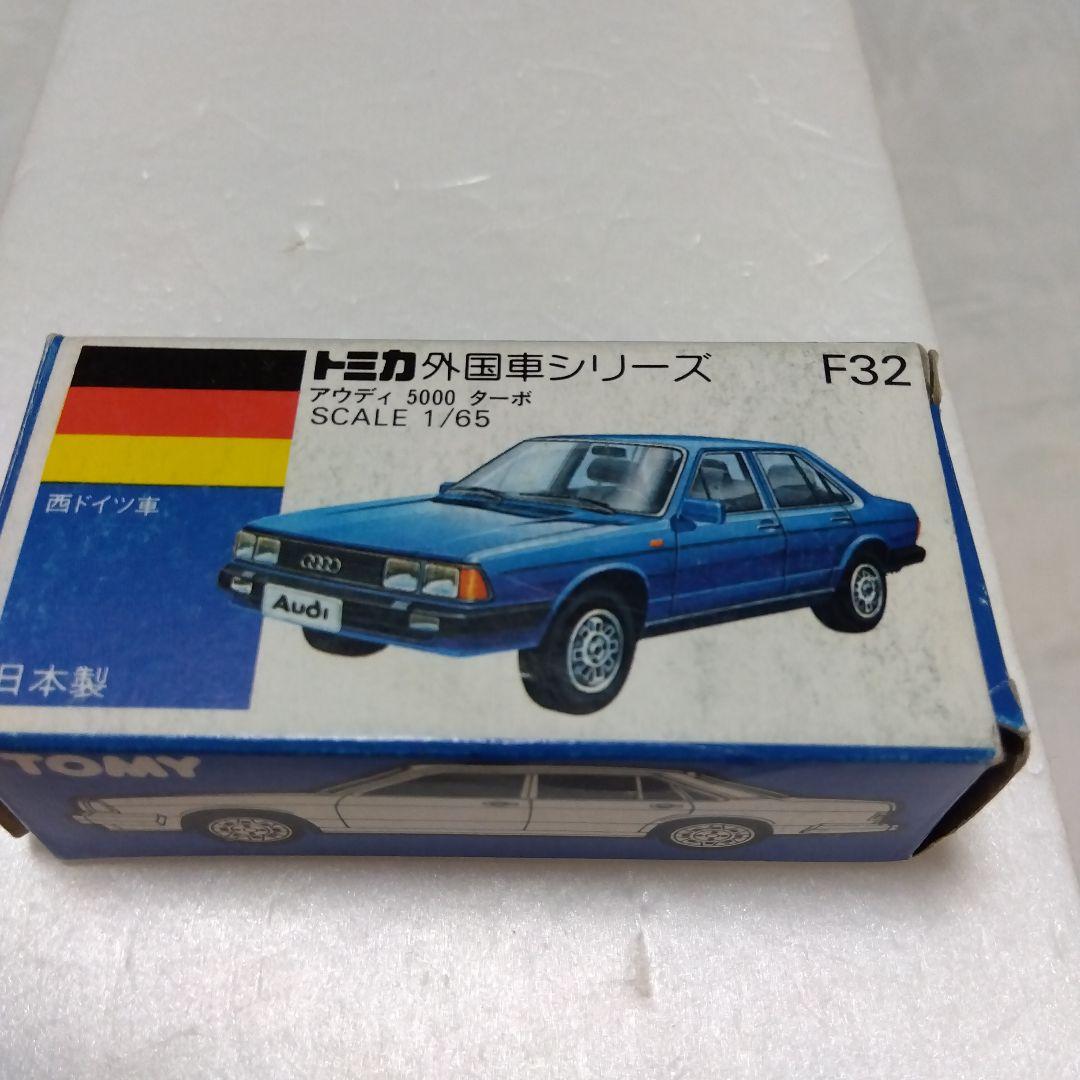 トミカ外国車シリーズ F32
アウディ 5000 ターボ
SCALE 1/65
西ドイツ車
Audi
日本製
TOMY